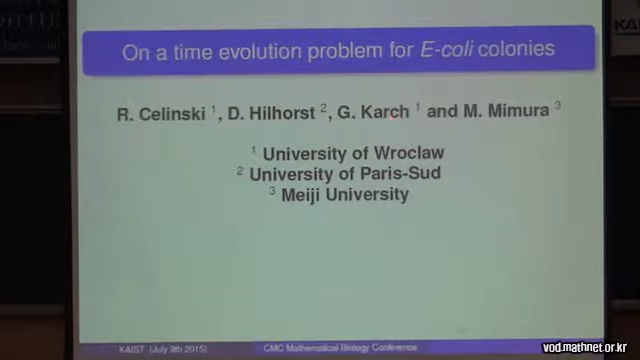 On a time evolution problem for E-coli colonies
R. Celinski 1, D. Hilhorst 2, G. Karch 1 and M. Mimura 3
1 University of Wroclaw
2 University of Paris-Sud
3 Meiji University
KAIST (July 9th 2015) CMC Mathematical Biology Conference
vod.mathnet.or.kr